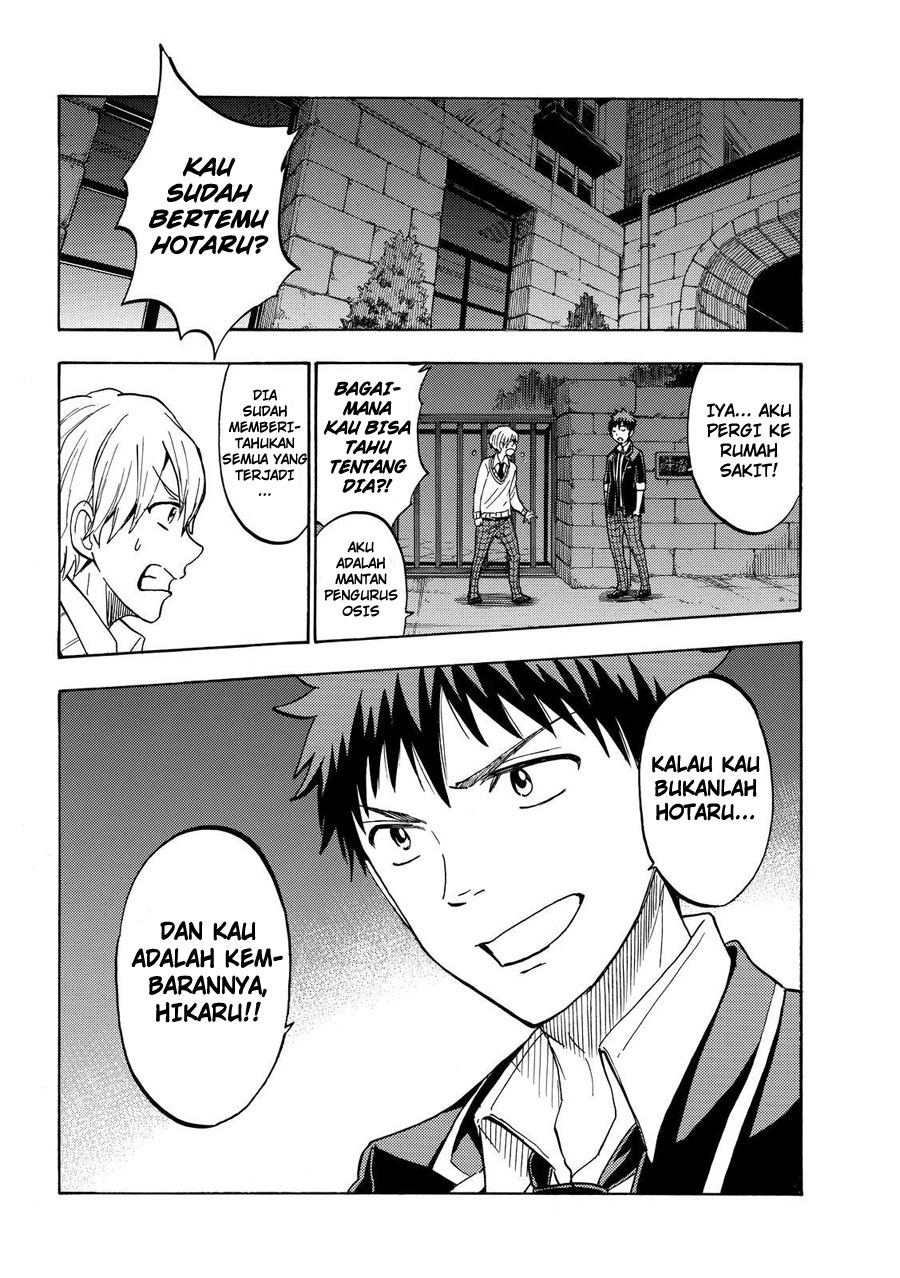 KAU
SUDAH
BERTEMU
HOTARU?
IYA... AKU
PERGI KE
RUMAH
SAKIT!
BAGAI-
MANA
KAU BISA
TAHU
TENTANG
DIA?!
AKU
ADALAH
MANTAN
PENGURUS
OSIS
DIA
SUDAH
MEMBERI-
TAHUKAN
SEMUA YANG
TERJADI
...
KALAU KAU
BUKANLAH
HOTARU...
DAN KAU
ADALAH KEM-
BARANNYA,
HIKARU!!